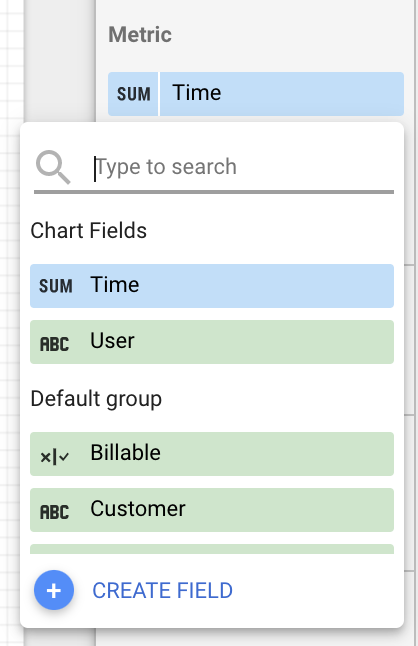 Metric
SUM Time
Type to search
Chart Fields
SUM Time
ABC User
Default group
Billable
ABC Customer
+ CREATE FIELD